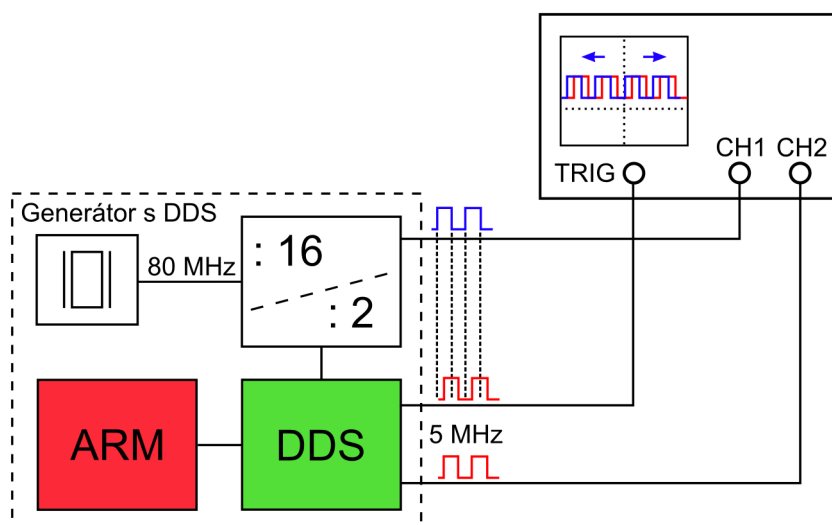 CH1 CH2
TRIG
Generátor s DDS
80 MHz
: 16
: 2
ARM
DDS
5 MHz